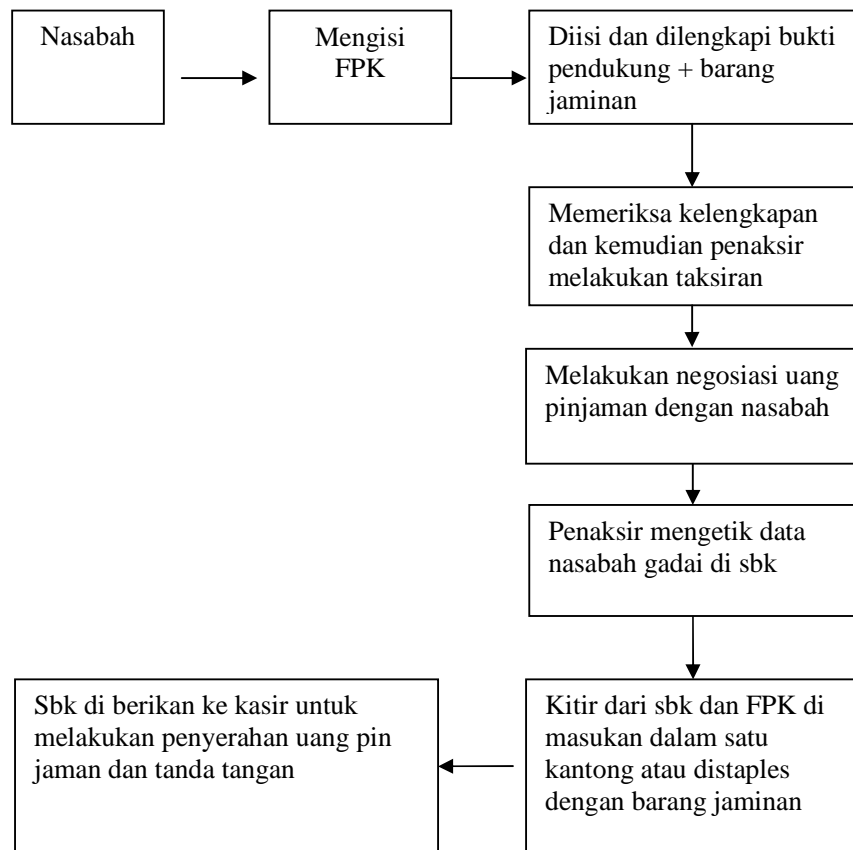 Nasabah
Mengisi
FPK
Diisi dan dilengkapi bukti
pendukung + barang
jaminan
Memeriksa kelengkapan
dan kemudian penaksir
melakukan taksiran
Melakukan negosiasi uang
pinjaman dengan nasabah
Penaksir mengetik data
nasabah gadai di sbk
Kitir dari sbk dan FPK di
masukan dalam satu
kantong atau distaples
dengan barang jaminan
Sbk di berikan ke kasir untuk
melakukan penyerahan uang pin
jaman dan tanda tangan